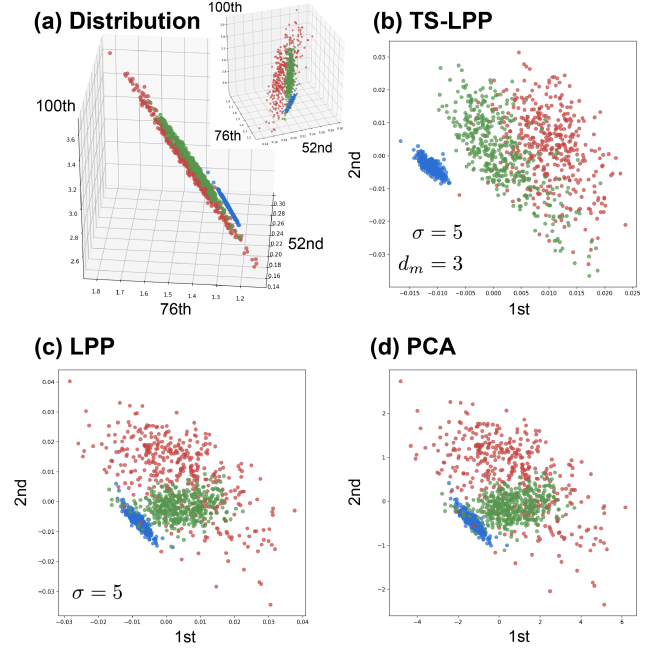 (a) Distribution
100th
3.8
3.6
3.4
3.2
3.0
2.8
2.6
1.8
1.7
1.6
1.5
1.4
1.3
1.2
76th
0.30
0.28
0.26
0.24
0.22
0.20
0.18
0.16
0.14
52nd
100th
76th
52nd
(b) TS-LPP
2nd
0.03
0.02
0.01
0.00
−0.01
−0.02
−0.03
σ = 5
d_m = 3
−0.015 −0.010 −0.005 0.000 0.005 0.010 0.015 0.020 0.025
1st
(c) LPP
2nd
0.04
0.03
0.02
0.01
0.00
−0.01
−0.02
−0.03
σ = 5
−0.03 −0.02 −0.01 0.00 0.01 0.02 0.03 0.04
1st
(d) PCA
2nd
2
1
0
−1
−2
−4 −2 0 2 4 6
1st